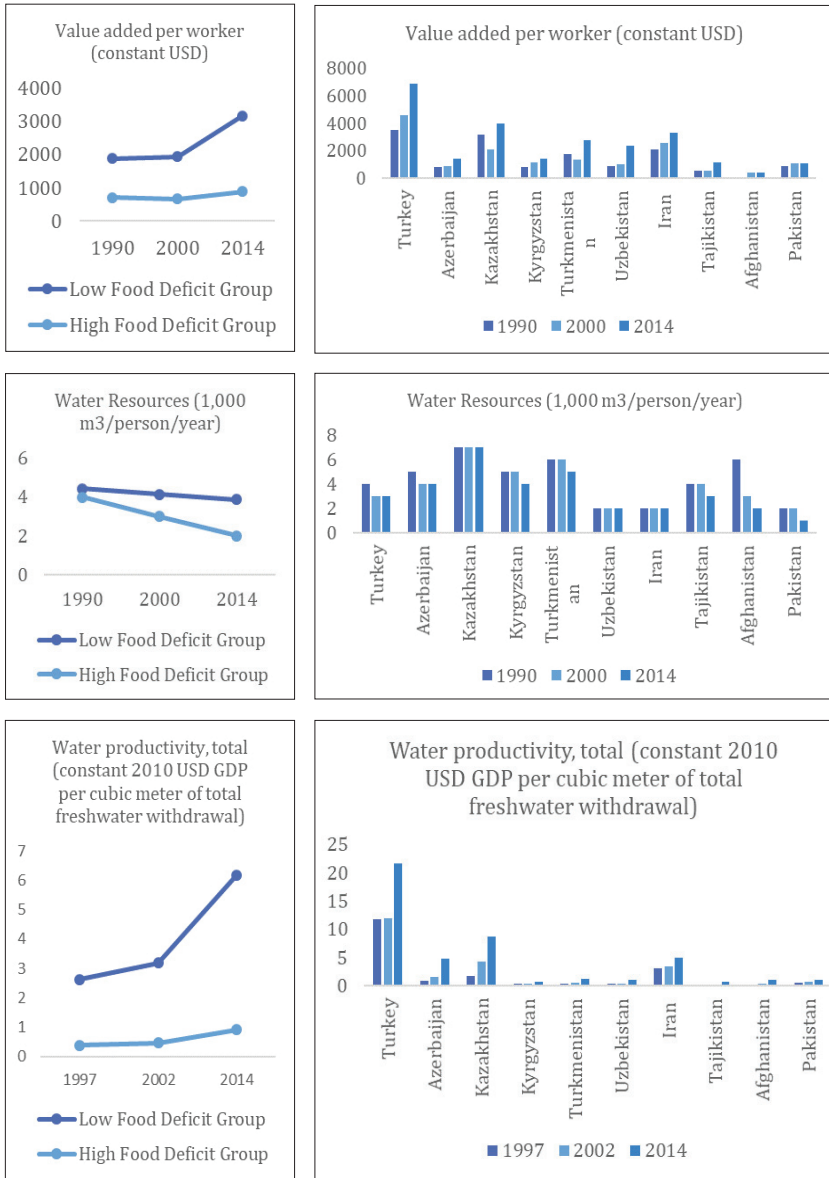 Value added per worker
(constant USD)
4000
3000
2000
1000
0
1990 2000 2014
Low Food Deficit Group
High Food Deficit Group
Value added per worker (constant USD)
8000
6000
4000
2000
0
Turkey
Azerbaijan
Kazakhstan
Kyrgyzstan
Turkmenista
n
Uzbekistan
Iran
Tajikistan
Afghanistan
Pakistan
1990 2000 2014
Water Resources (1,000
m3/person/year)
6
4
2
0
1990 2000 2014
Low Food Deficit Group
High Food Deficit Group
Water Resources (1,000 m3/person/year)
8
6
4
2
0
Turkey
Azerbaijan
Kazakhstan
Kyrgyzstan
Turkmenist
an
Uzbekistan
Iran
Tajikistan
Afghanistan
Pakistan
1990 2000 2014
Water productivity, total
(constant 2010 USD GDP
per cubic meter of total
freshwater withdrawal)
7
6
5
4
3
2
1
0
1997 2002 2014
Low Food Deficit Group
High Food Deficit Group
Water productivity, total (constant 2010
USD GDP per cubic meter of total
freshwater withdrawal)
25
20
15
10
5
0
Turkey
Azerbaijan
Kazakhstan
Kyrgyzstan
Turkmenistan
Uzbekistan
Iran
Tajikistan
Afghanistan
Pakistan
1997 2002 2014